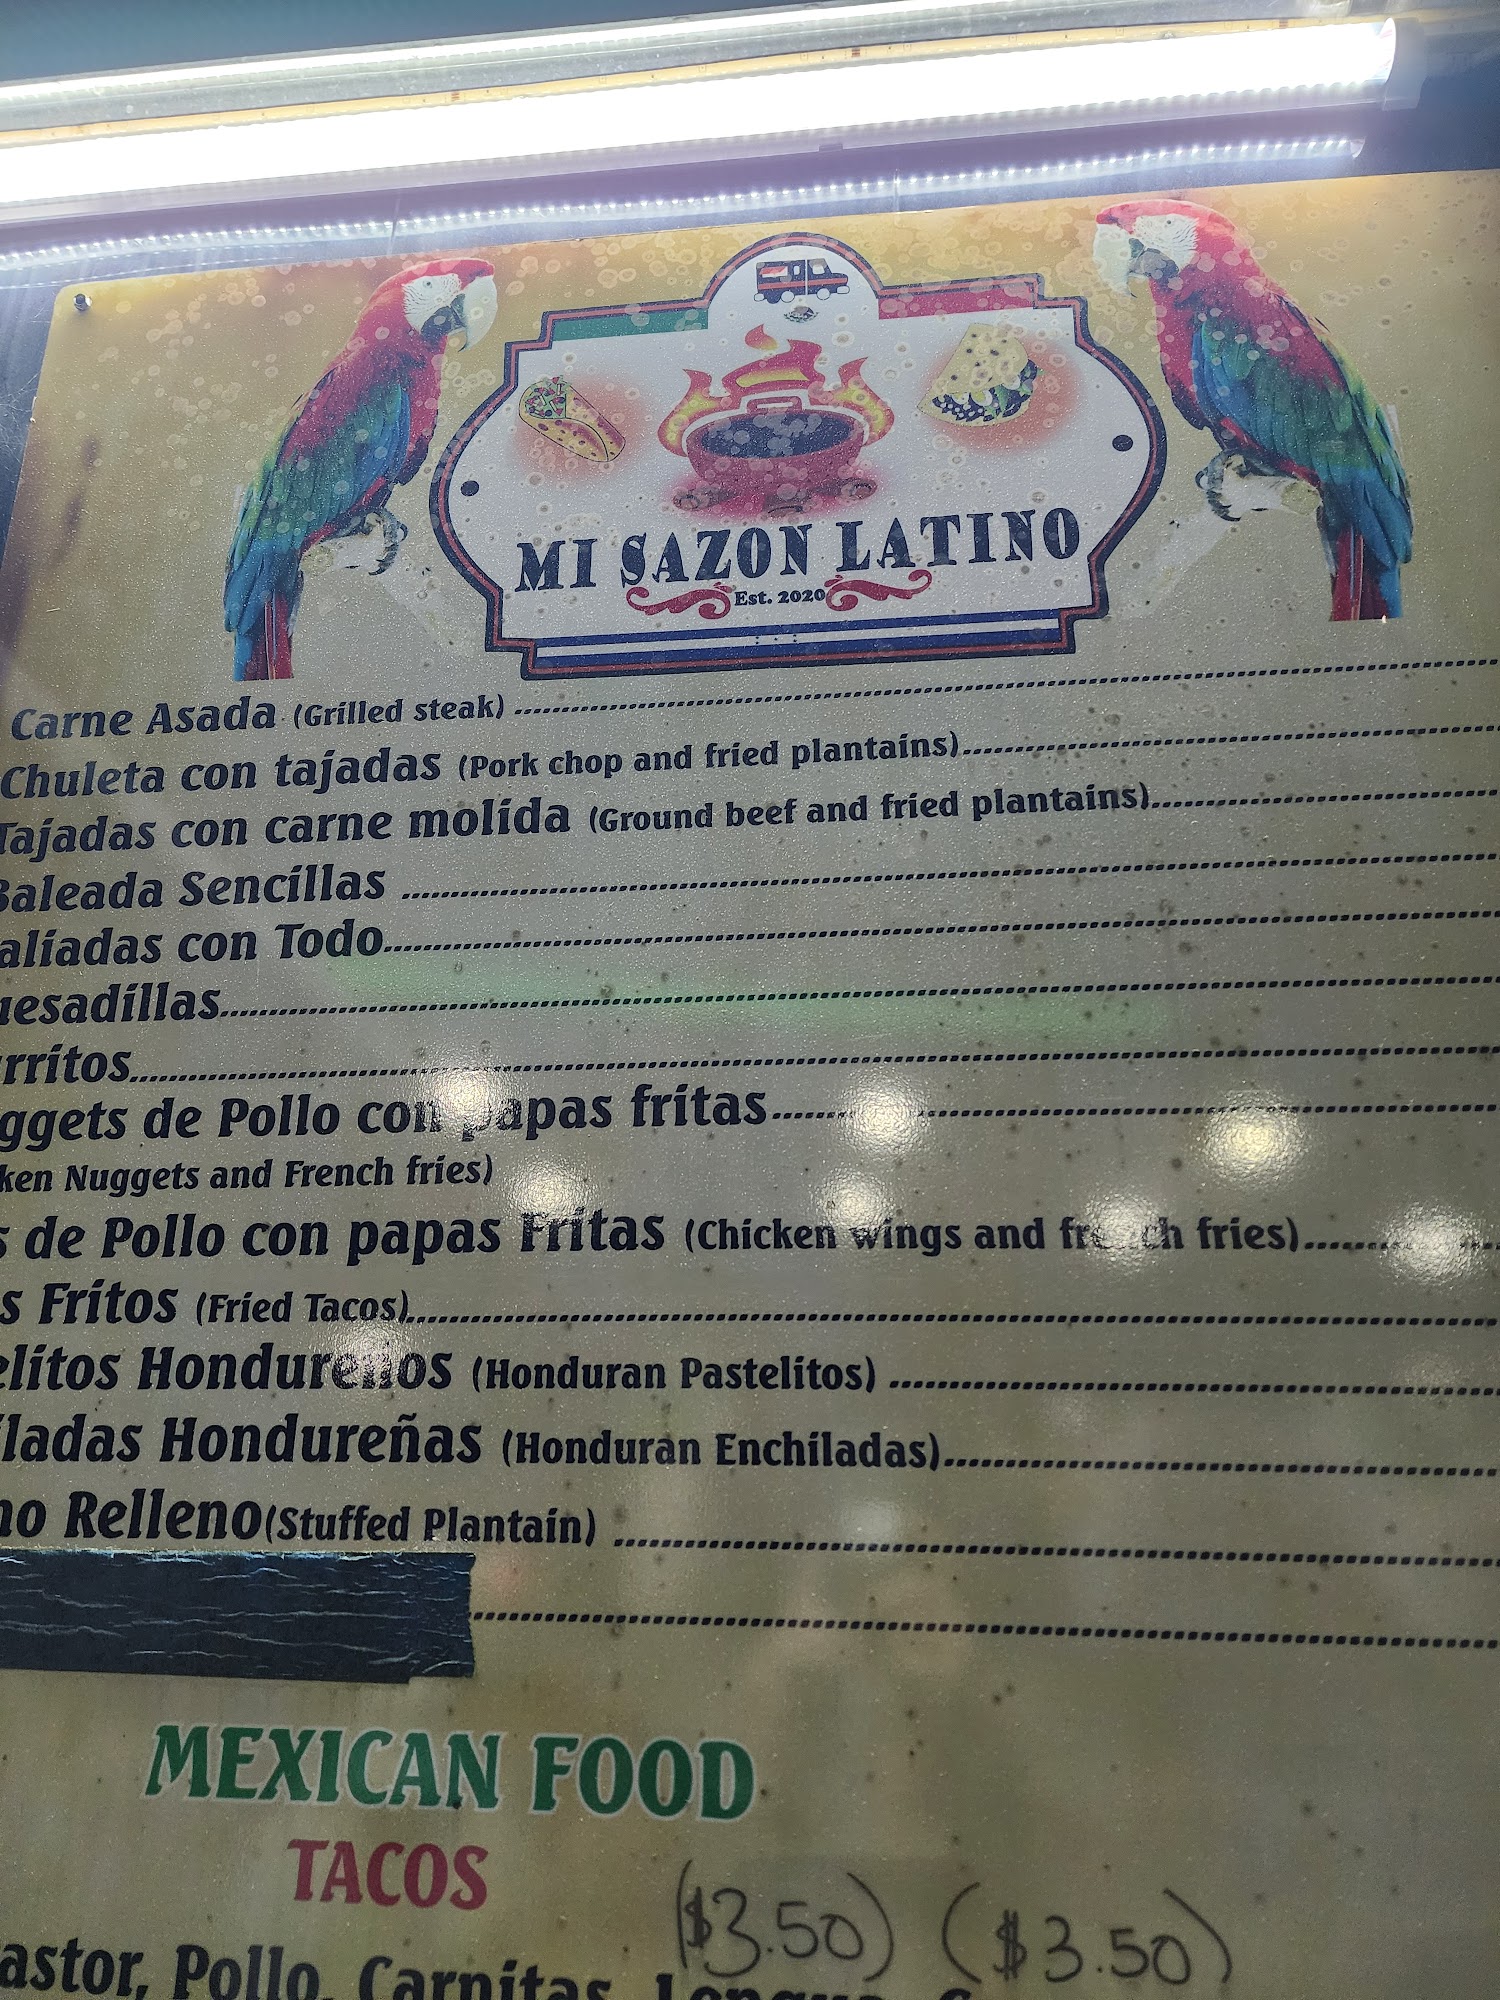 MI SAZON LATINO
Est. 2020
Carne Asada (Grilled steak)
Chuleta con tajadas (Pork chop and fried plantains)
Tajadas con carne molida (Ground beef and fried plantains)
Baleada Sencillas
aliadas con Todo
uesadillas
rritos
ggets de Pollo con papas fritas
ken Nuggets and French fries)
s de Pollo con papas Fritas (Chicken wings and french fries)
s Fritos (Fried Tacos)
elitos Hondureños (Honduran Pastelitos)
iladas Hondureñas (Honduran Enchiladas)
no Relleno(Stuffed Plantain)
MEXICAN FOOD
TACOS
($3.50) ($3.50)
astor, Pollo, Carnitas, Lengua,